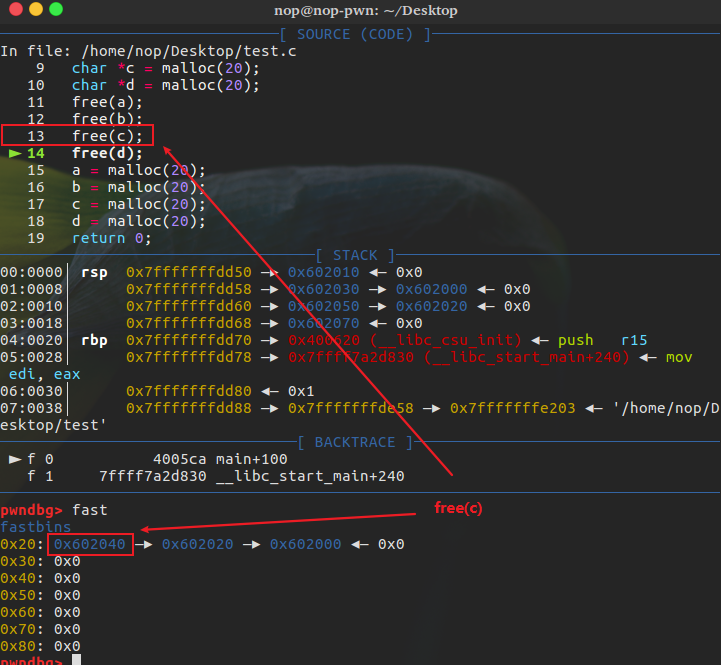 nop@nop-pwn: ~/Desktop
[ SOURCE (CODE) ]
In file: /home/nop/Desktop/test.c
9 char *c = malloc(20);
10 char *d = malloc(20);
11 free(a);
12 free(b);
13 free(c);
► 14 free(d);
15 a = malloc(20);
16 b = malloc(20);
17 c = malloc(20);
18 d = malloc(20);
19 return 0;
[ STACK ]
00:0000│ rsp 0x7fffffffdd50 —► 0x602010 ◄— 0x0
01:0008│ 0x7fffffffdd58 —► 0x602030 —► 0x602000 ◄— 0x0
02:0010│ 0x7fffffffdd60 —► 0x602050 —► 0x602020 ◄— 0x0
03:0018│ 0x7fffffffdd68 —► 0x602070 ◄— 0x0
04:0020│ rbp 0x7fffffffdd70 —► 0x400620 (__libc_csu_init) ◄— push r15
05:0028│ 0x7fffffffdd78 —► 0x7ffff7a2d830 (__libc_start_main+240) ◄— mov
edi, eax
06:0030│ 0x7fffffffdd80 ◄— 0x1
07:0038│ 0x7fffffffdd88 —► 0x7fffffffde58 —► 0x7fffffffe203 ◄— '/home/nop/D
esktop/test'
[ BACKTRACE ]
► f 0 4005ca main+100
f 1 7ffff7a2d830 __libc_start_main+240
pwndbg> fast
free(c)
fastbins
0x20: 0x602040 —► 0x602020 —► 0x602000 ◄— 0x0
0x30: 0x0
0x40: 0x0
0x50: 0x0
0x60: 0x0
0x70: 0x0
0x80: 0x0
pwndbg>